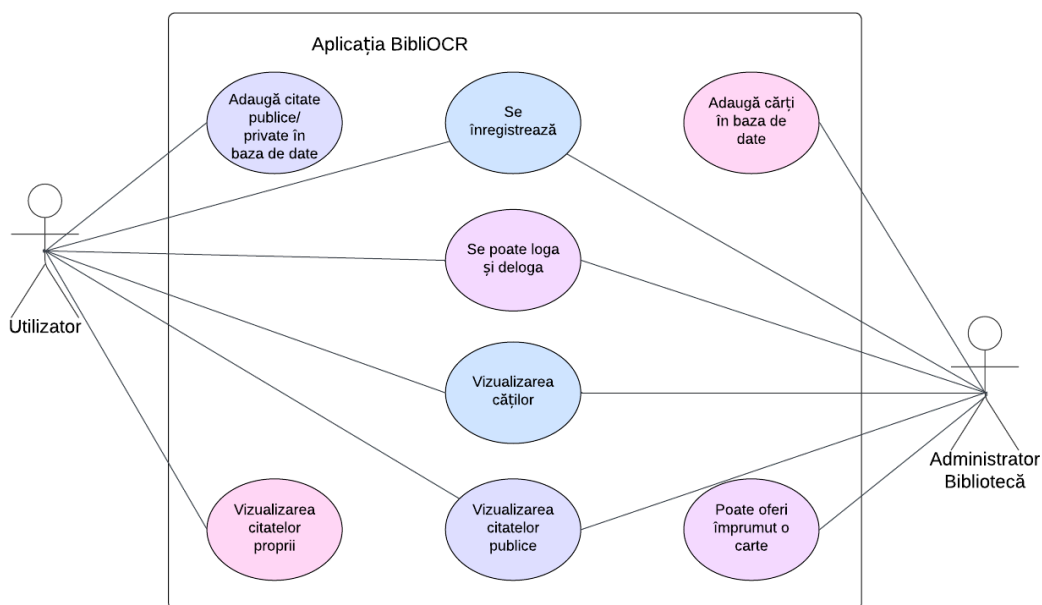 Aplicația BibliOCR
Adaugă citate
publice/
private în
baza de date
Se
înregistrează
Adaugă cărți
în baza de
date
Se poate loga
și deloga
Utilizator
Vizualizarea
căților
Administrator
Bibliotecă
Vizualizarea
citatelor
proprii
Vizualizarea
citatelor
publice
Poate oferi
împrumut o
carte